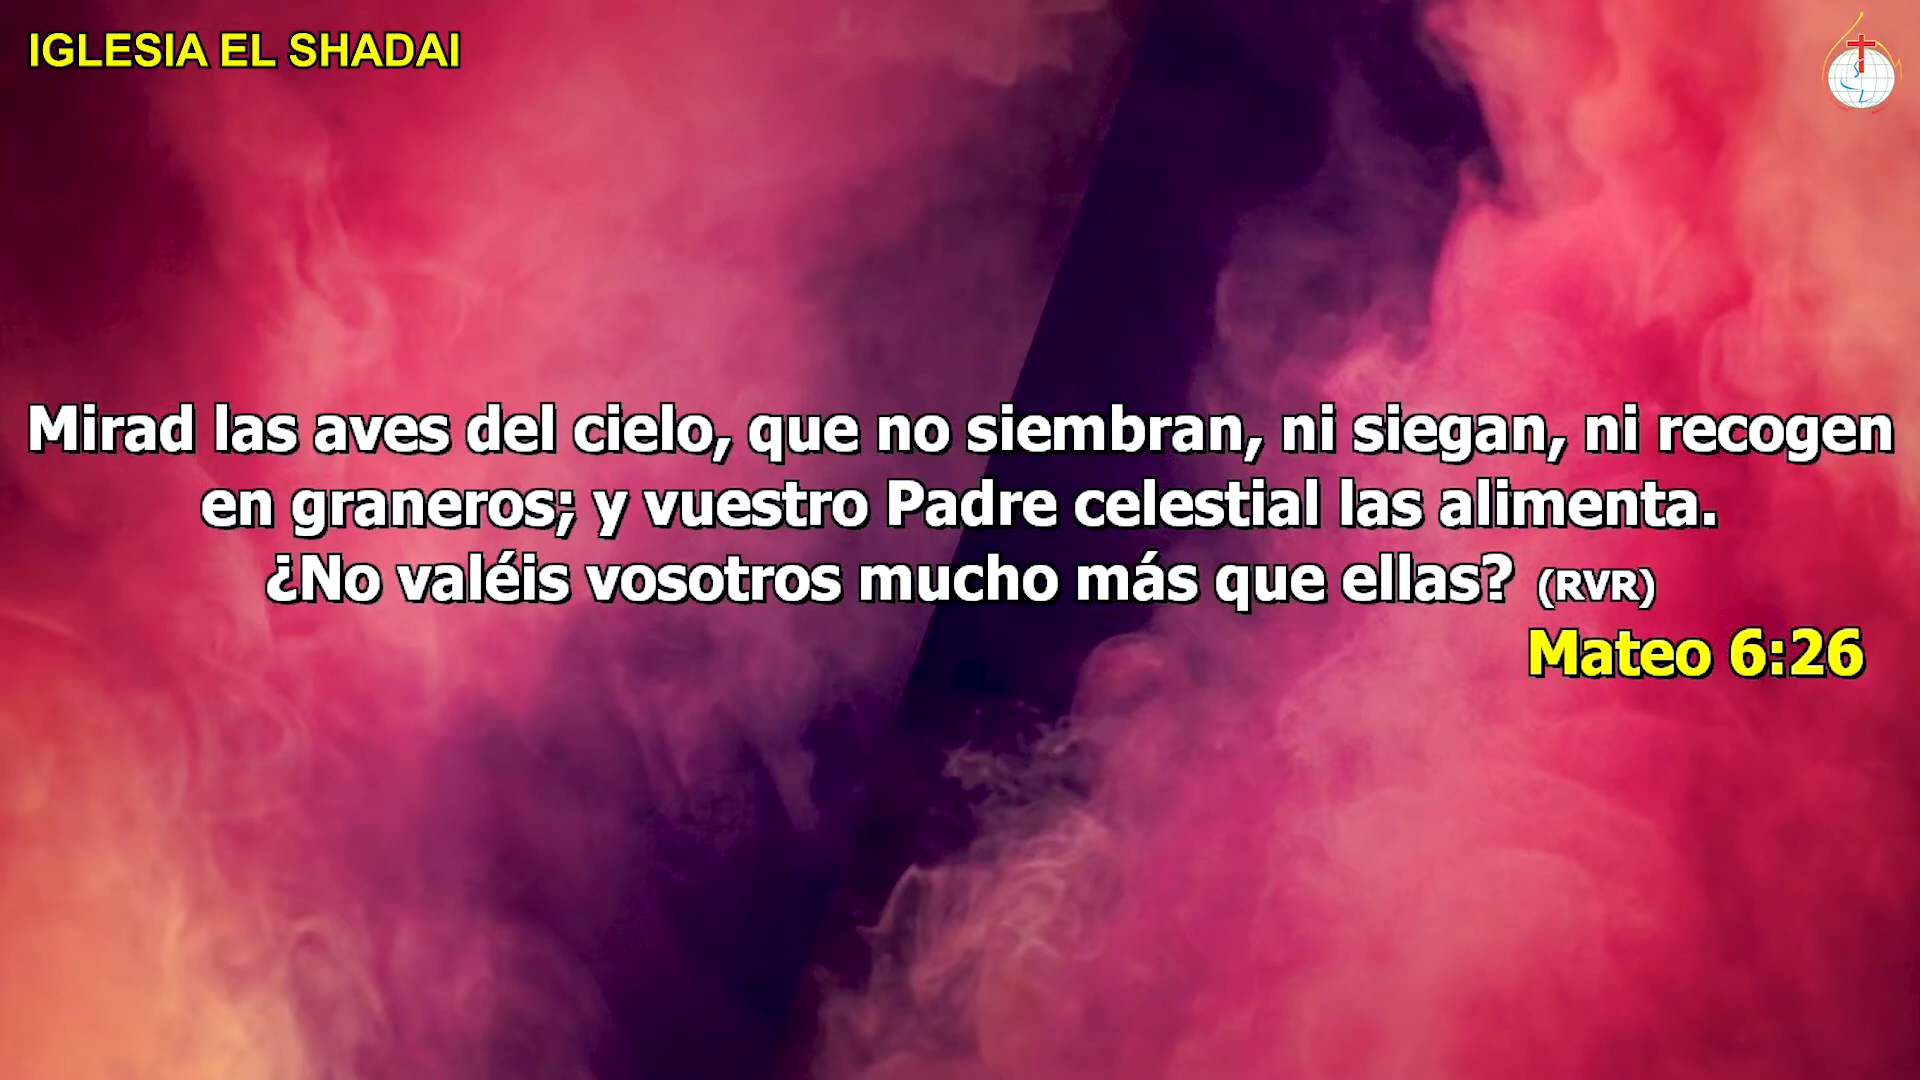 IGLESIA EL SHADAI
Mirad las aves del cielo, que no siembran, ni siegan, ni recogen
en graneros; y vuestro Padre celestial las alimenta.
¿No valéis vosotros mucho más que ellas? (RVR)
Mateo 6:26